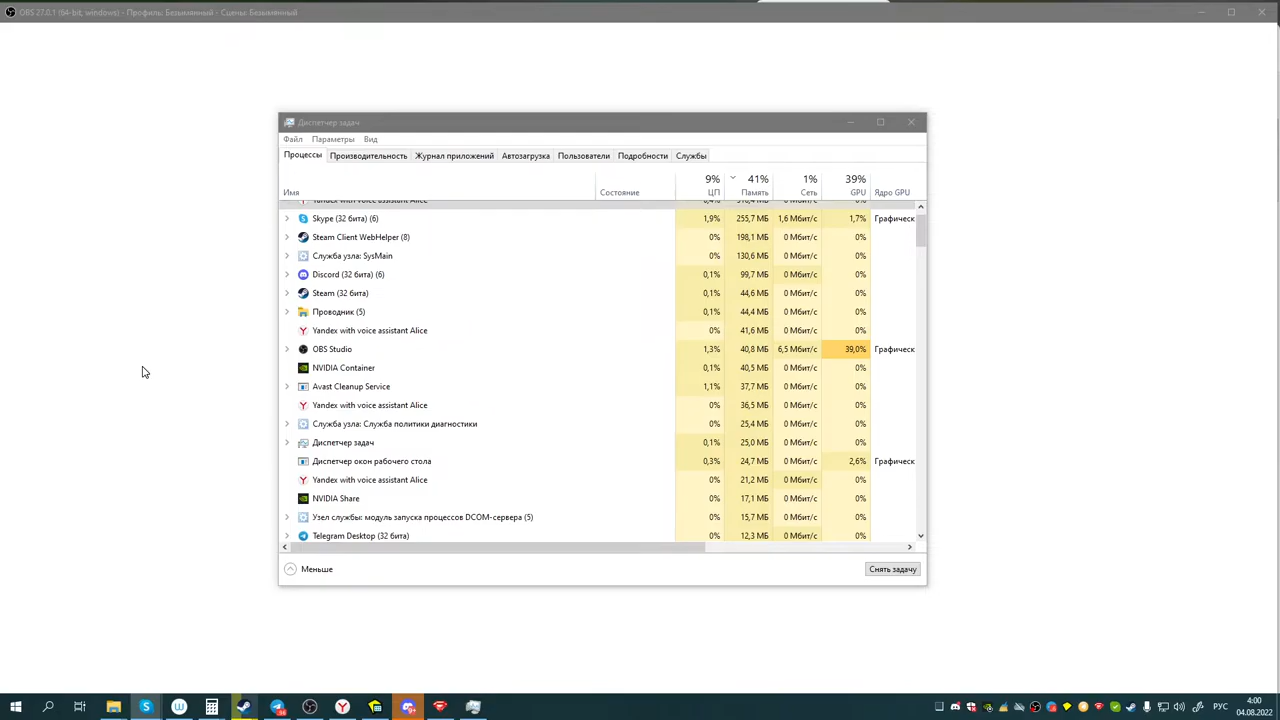 OBS 27.0.1 (64-bit, windows) - Профиль: Безымянный - Сцены: Безымянный
Диспетчер задач
Файл Параметры Вид
Процессы Производительность Журнал приложений Автозагрузка Пользователи Подробности Службы
9% 41% 1% 39%
Имя Состояние ЦП Память Сеть GPU Ядро GPU
Yandex with voice assistant Alice
Skype (32 бита) (6) 1,9% 255,7 МБ 1,6 Мбит/с 1,7% Графическ
Steam Client WebHelper (8) 0% 198,1 МБ 0 Мбит/с 0%
Служба узла: SysMain 0% 130,6 МБ 0 Мбит/с 0%
Discord (32 бита) (6) 0,1% 99,7 МБ 0 Мбит/с 0%
Steam (32 бита) 0,1% 44,6 МБ 0 Мбит/с 0%
Проводник (5) 0,1% 44,4 МБ 0 Мбит/с 0%
Yandex with voice assistant Alice 0% 41,6 МБ 0 Мбит/с 0%
OBS Studio 1,3% 40,8 МБ 6,5 Мбит/с 39,0% Графическ
NVIDIA Container 0,1% 40,5 МБ 0 Мбит/с 0%
Avast Cleanup Service 1,1% 37,7 МБ 0 Мбит/с 0%
Yandex with voice assistant Alice 0% 36,5 МБ 0 Мбит/с 0%
Служба узла: Служба политики диагностики 0% 25,4 МБ 0 Мбит/с 0%
Диспетчер задач 0,1% 25,0 МБ 0 Мбит/с 0%
Диспетчер окон рабочего стола 0,3% 24,7 МБ 0 Мбит/с 2,6% Графическ
Yandex with voice assistant Alice 0% 21,2 МБ 0 Мбит/с 0%
NVIDIA Share 0% 17,1 МБ 0 Мбит/с 0%
Узел службы: модуль запуска процессов DCOM-сервера (5) 0% 15,7 МБ 0 Мбит/с 0%
Telegram Desktop (32 бита) 0% 12,3 МБ 0 Мбит/с 0%
Меньше Снять задачу
РУС 4:00
04.08.2022